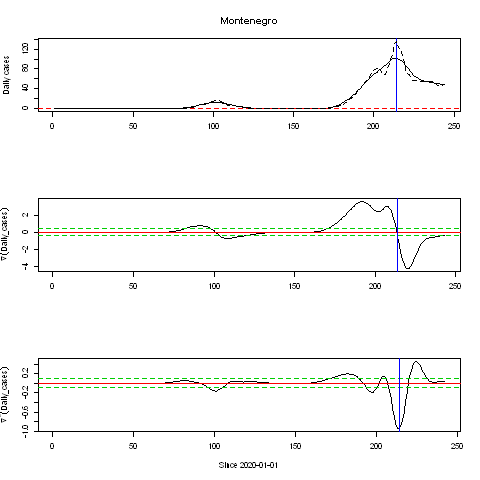 Montenegro
Daily cases
0 40 80 120
0 50 100 150 200 250
∇(Daily_cases)
-4 -2 0 2
0 50 100 150 200 250
∇²(Daily_cases)
-1.0 -0.6 -0.2 0.2
0 50 100 150 200 250
Since 2020-01-01